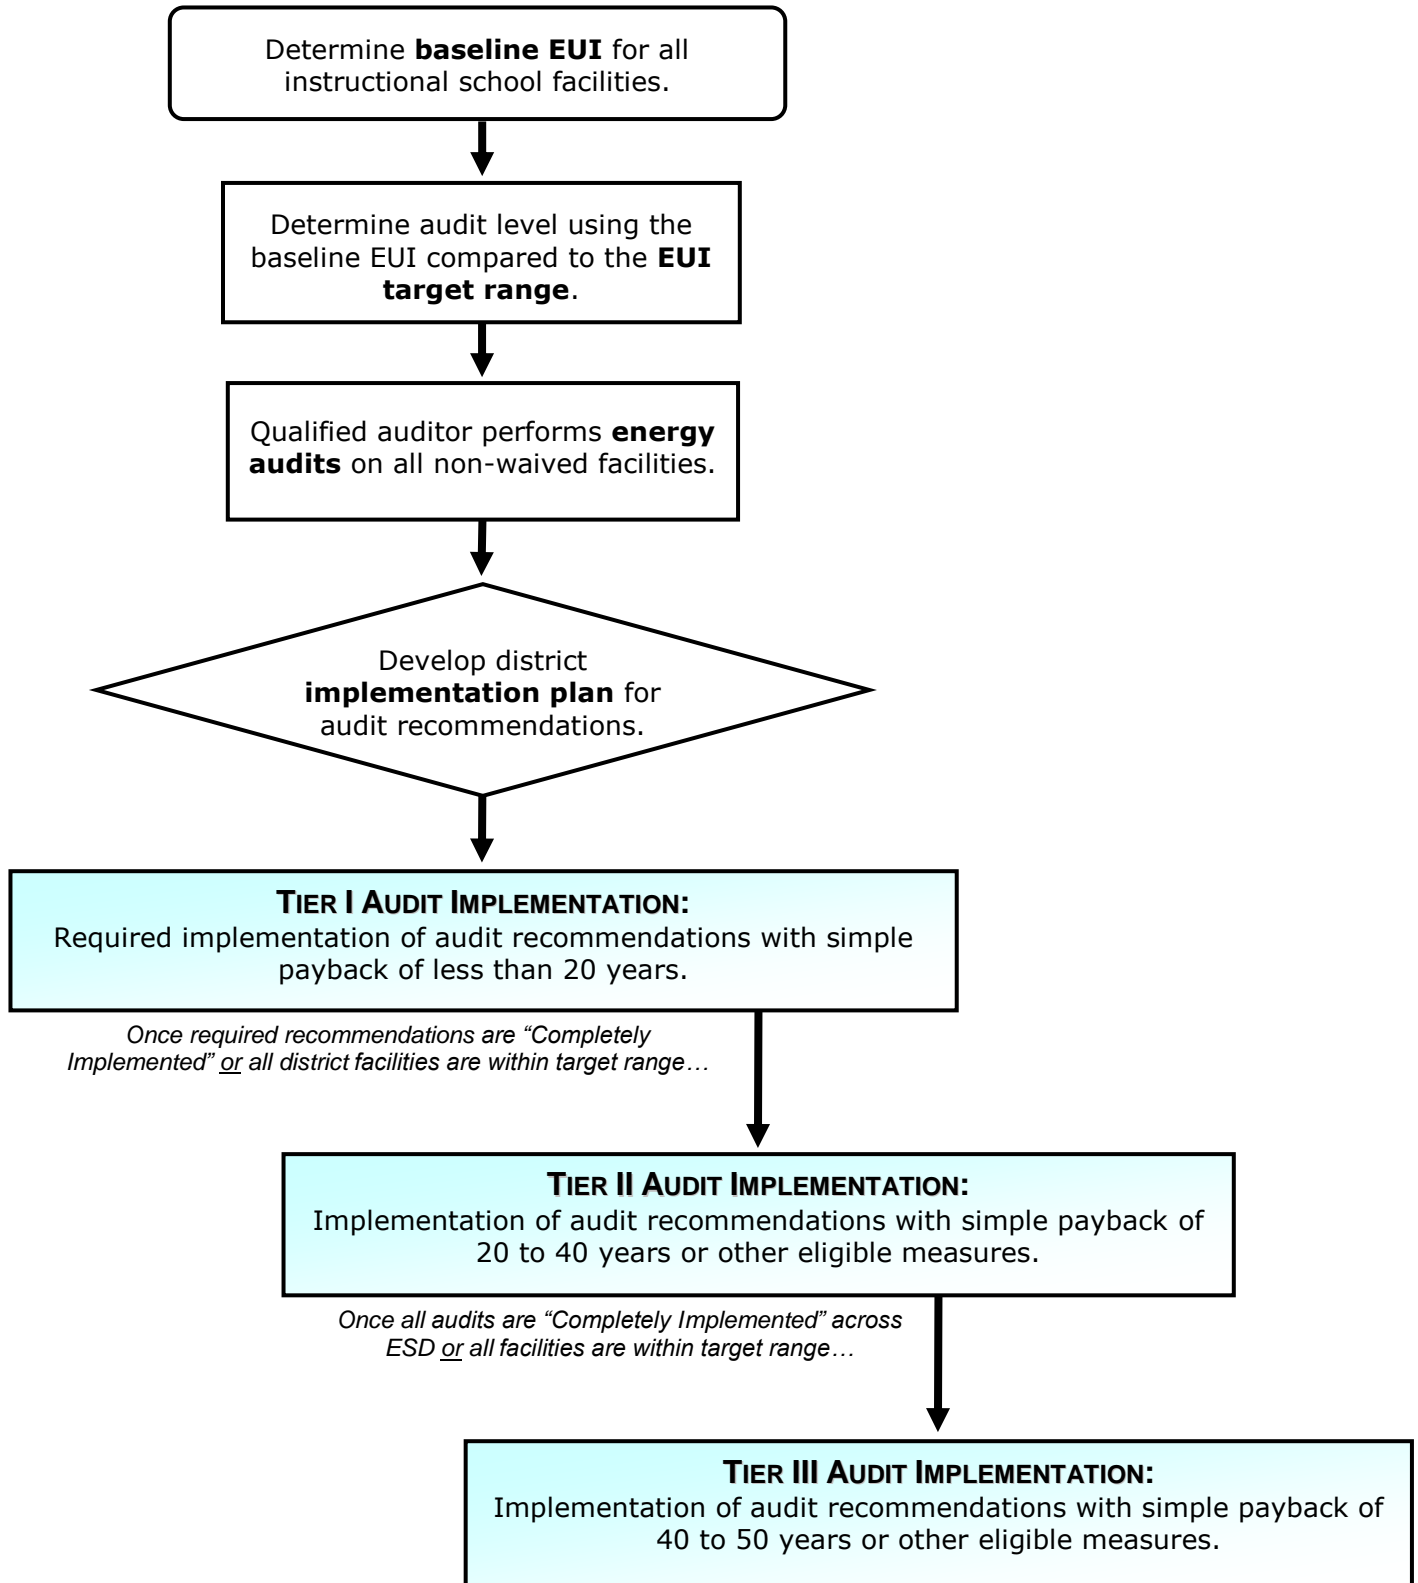 Determine baseline EUI for all
instructional school facilities.
Determine audit level using the
baseline EUI compared to the EUI
target range.
Qualified auditor performs energy
audits on all non-waived facilities.
Develop district
implementation plan for
audit recommendations.
TIER I AUDIT IMPLEMENTATION:
Required implementation of audit recommendations with simple
payback of less than 20 years.
Once required recommendations are “Completely
Implemented” or all district facilities are within target range…
TIER II AUDIT IMPLEMENTATION:
Implementation of audit recommendations with simple payback of
20 to 40 years or other eligible measures.
Once all audits are “Completely Implemented” across
ESD or all facilities are within target range…
TIER III AUDIT IMPLEMENTATION:
Implementation of audit recommendations with simple payback of
40 to 50 years or other eligible measures.